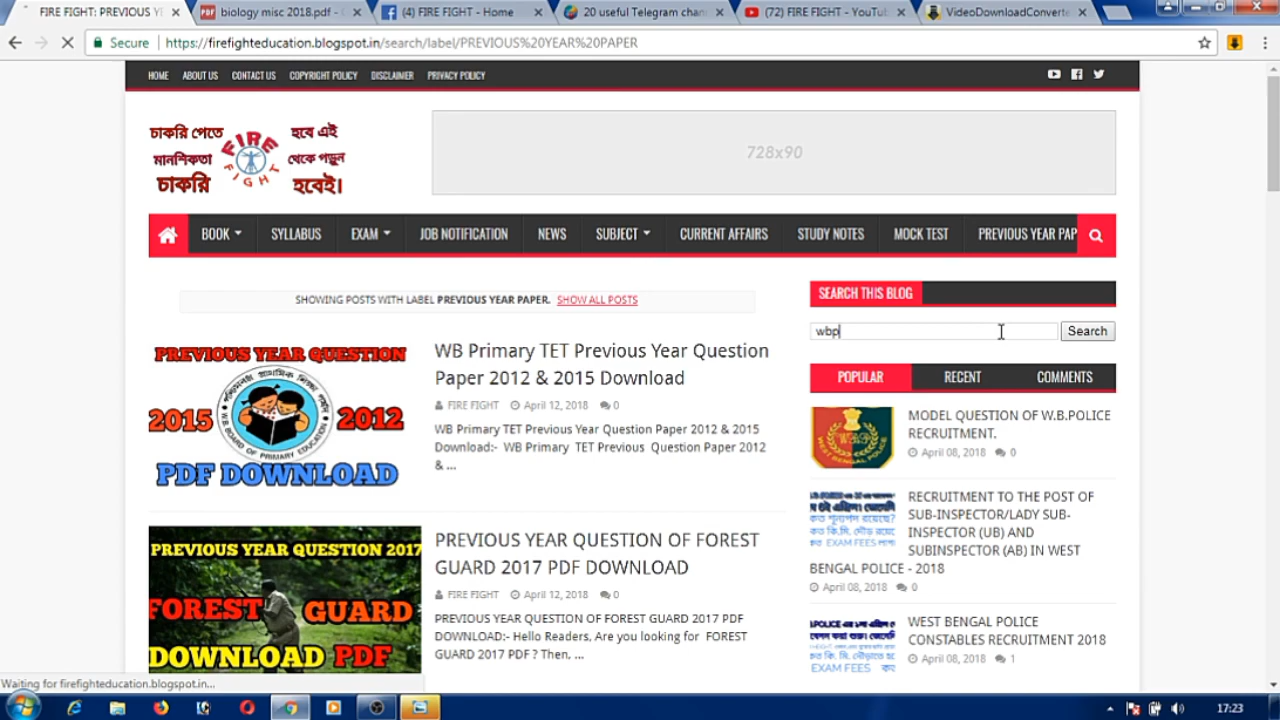 FIRE FIGHT: PREVIOUS Y
biology misc 2018.pdf -
(4) FIRE FIGHT - Home
20 useful Telegram chan
(72) FIRE FIGHT - YouTu
VideoDownloadConverte
Secure https://firefighteducation.blogspot.in/search/label/PREVIOUS%20YEAR%20PAPER
HOME ABOUT US CONTACT US COPYRIGHT POLICY DISCLAIMER PRIVACY POLICY
চাকরি পেতে
মানশিকতা
চাকরি
FIRE
FIGHT
হবে এই
থেকে পড়ুন
হবেই।
728x90
BOOK SYLLABUS EXAM JOB NOTIFICATION NEWS SUBJECT CURRENT AFFAIRS STUDY NOTES MOCK TEST PREVIOUS YEAR PAP
SHOWING POSTS WITH LABEL PREVIOUS YEAR PAPER. SHOW ALL POSTS
PREVIOUS YEAR QUESTION
2015
2012
PDF DOWNLOAD
WB Primary TET Previous Year Question
Paper 2012 & 2015 Download
FIRE FIGHT April 12, 2018 0
WB Primary TET Previous Year Question Paper 2012 & 2015
Download:- WB Primary TET Previous Question Paper 2012
& ...
PREVIOUS YEAR QUESTION 2017
FOREST GUARD
DOWNLOAD PDF
PREVIOUS YEAR QUESTION OF FOREST
GUARD 2017 PDF DOWNLOAD
FIRE FIGHT April 12, 2018 0
PREVIOUS YEAR QUESTION OF FOREST GUARD 2017 PDF
DOWNLOAD:- Hello Readers, Are you looking for FOREST
GUARD 2017 PDF ? Then, ...
SEARCH THIS BLOG
wbp
Search
POPULAR RECENT COMMENTS
WEST BENGAL POLICE
MODEL QUESTION OF W.B.POLICE
RECRUITMENT.
April 08, 2018 0
EXAM FEES
RECRUITMENT TO THE POST OF
SUB-INSPECTOR/LADY SUB-
INSPECTOR (UB) AND
SUBINSPECTOR (AB) IN WEST
BENGAL POLICE - 2018
April 08, 2018 0
EXAM FEES
WEST BENGAL POLICE
CONSTABLES RECRUITMENT 2018
April 08, 2018 1
Waiting for firefighteducation.blogspot.in...
17:23